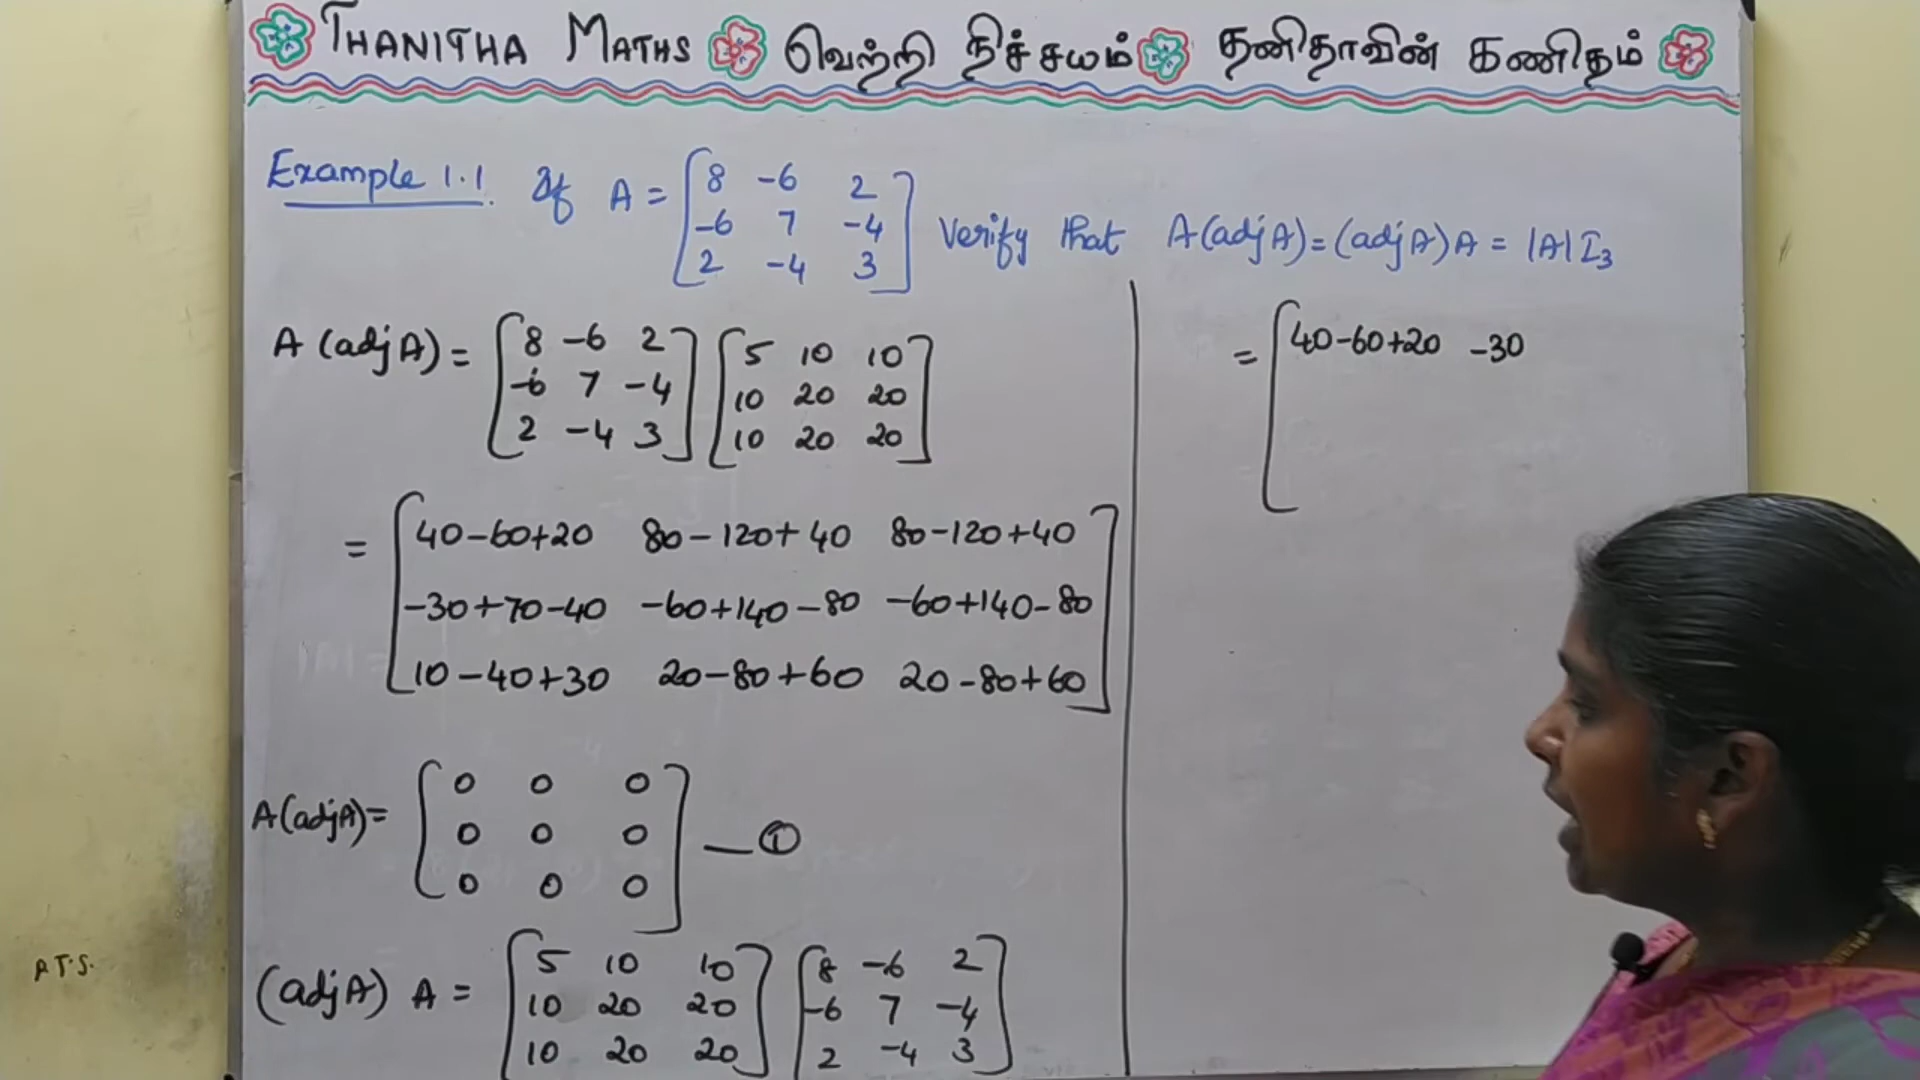 THANITHA MATHS வெற்றி நிச்சயம் தனிதாவின் கணிதம்
Example 1.1 If A = [8 -6 2
-6 7 -4
2 -4 3] Verify that A(adj A) = (adj A)A = |A| I₃
A (adj A) = [8 -6 2
-6 7 -4
2 -4 3] [5 10 10
10 20 20
10 20 20]
= [40-60+20 80-120+40 80-120+40
-30+70-40 -60+140-80 -60+140-80
10-40+30 20-80+60 20-80+60]
A(adjA) = [0 0 0
0 0 0
0 0 0] — ①
(adjA) A = [5 10 10
10 20 20
10 20 20] [8 -6 2
-6 7 -4
2 -4 3]
= [40-60+20 -30
P.T.S.